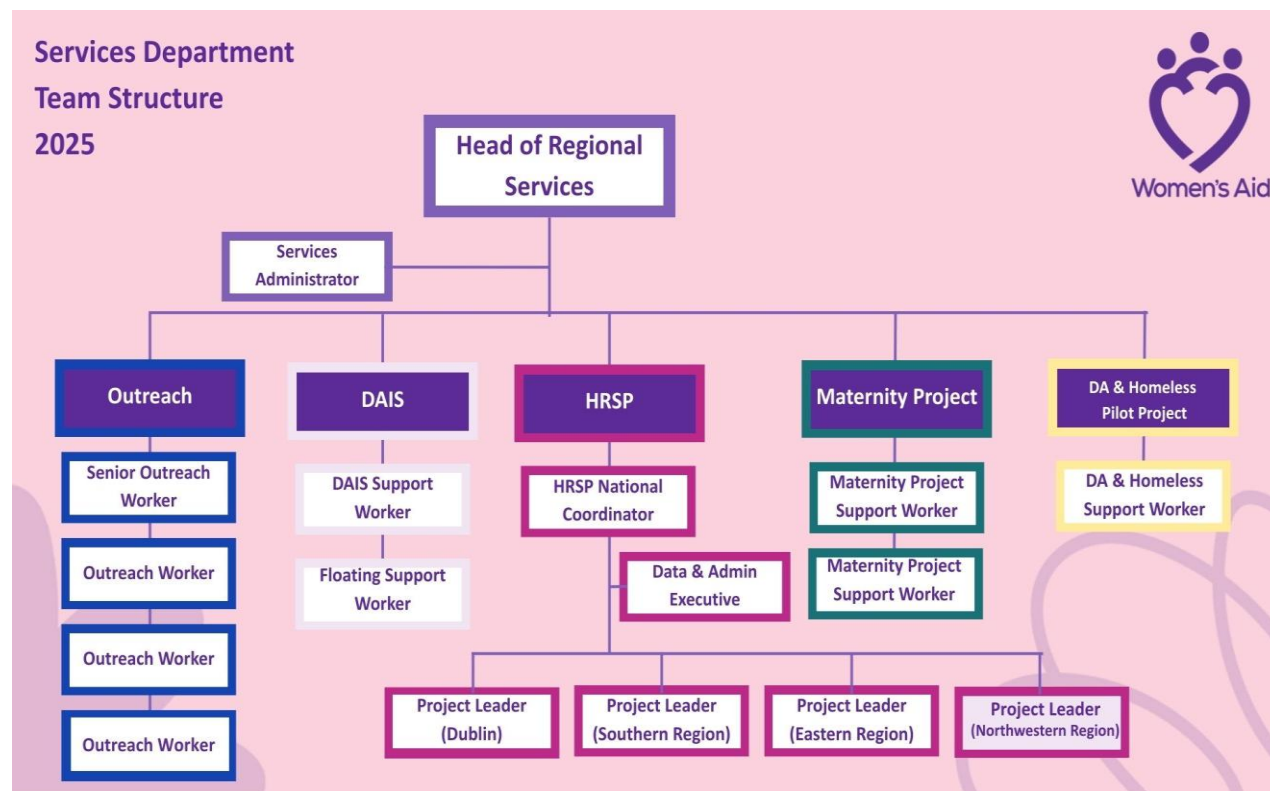 Services Department
Team Structure
2025
Women's Aid
Head of Regional
Services
Services
Administrator
Outreach
DAIS
HRSP
Maternity Project
DA & Homeless
Pilot Project
Senior Outreach
Worker
DAIS Support
Worker
HRSP National
Coordinator
Maternity Project
Support Worker
DA & Homeless
Support Worker
Outreach Worker
Floating Support
Worker
Data & Admin
Executive
Maternity Project
Support Worker
Outreach Worker
Project Leader
(Dublin)
Project Leader
(Southern Region)
Project Leader
(Eastern Region)
Project Leader
(Northwestern Region)
Outreach Worker